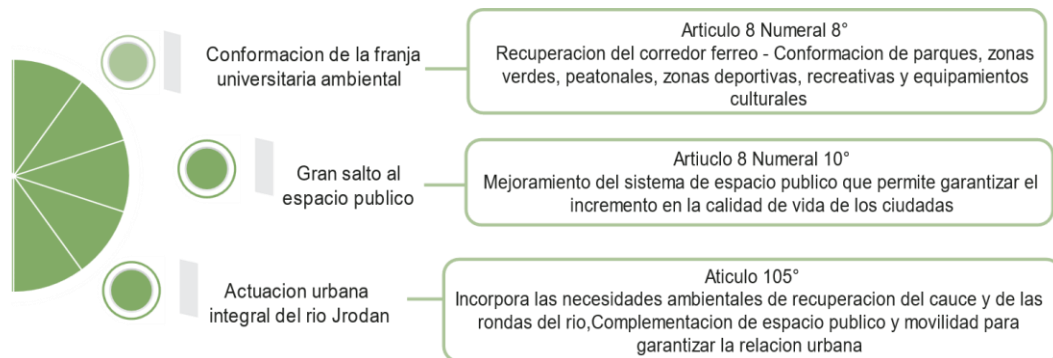 Conformacion de la franja
universitaria ambiental
Articulo 8 Numeral 8°
Recuperacion del corredor ferreo - Conformacion de parques, zonas
verdes, peatonales, zonas deportivas, recreativas y equipamientos
culturales
Gran salto al
espacio publico
Artiuclo 8 Numeral 10°
Mejoramiento del sistema de espacio publico que permite garantizar el
incremento en la calidad de vida de los ciudadas
Actuacion urbana
integral del rio Jrodan
Aticulo 105°
Incorpora las necesidades ambientales de recuperacion del cauce y de las
rondas del rio,Complementacion de espacio publico y movilidad para
garantizar la relacion urbana